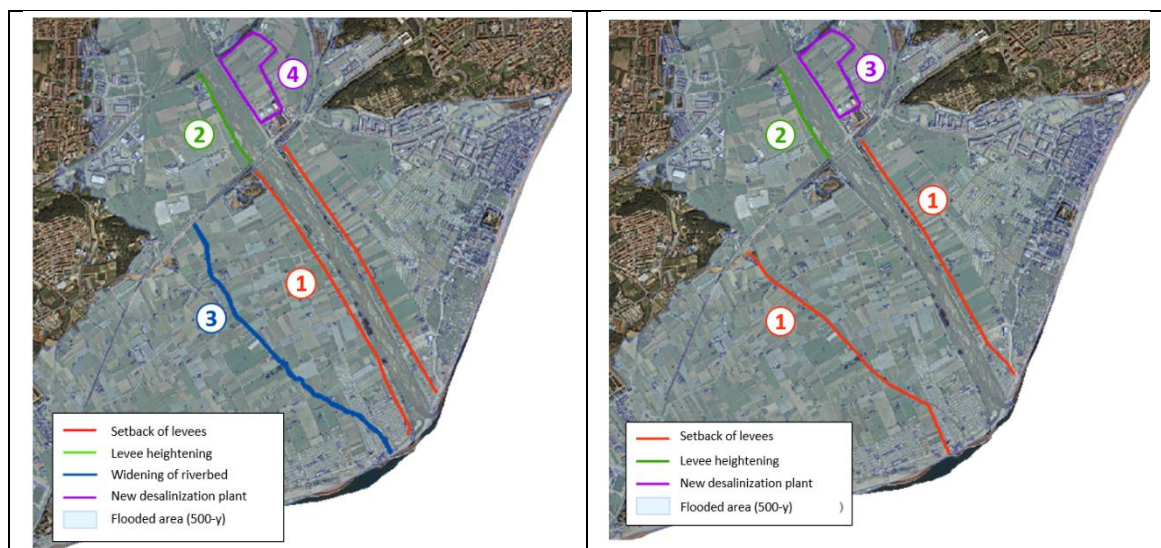 4
2
1
3
Setback of levees
Levee heightening
Widening of riverbed
New desalinization plant
Flooded area (500-y)
3
2
1
1
Setback of levees
Levee heightening
New desalinization plant
Flooded area (500-y) )